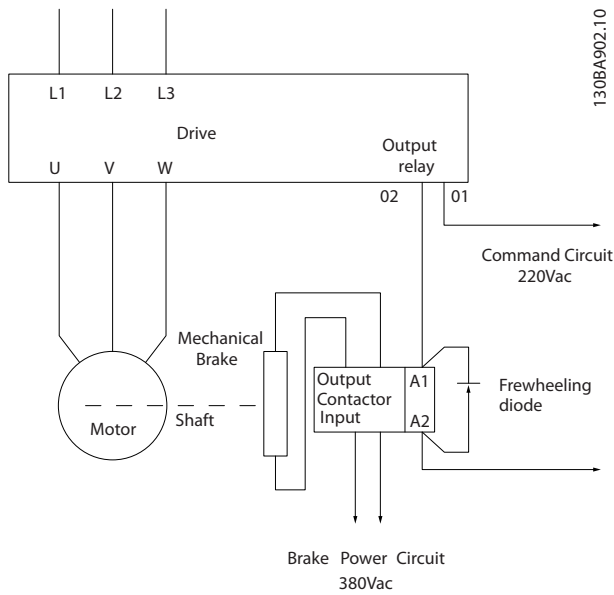 130BA902.10
L1 L2 L3
Drive
Output
relay
U V W
02 01
Command Circuit
220Vac
Mechanical
Brake
Output
Contactor
Input
A1
A2
Frewheeling
diode
Shaft
Motor
Brake Power Circuit
380Vac